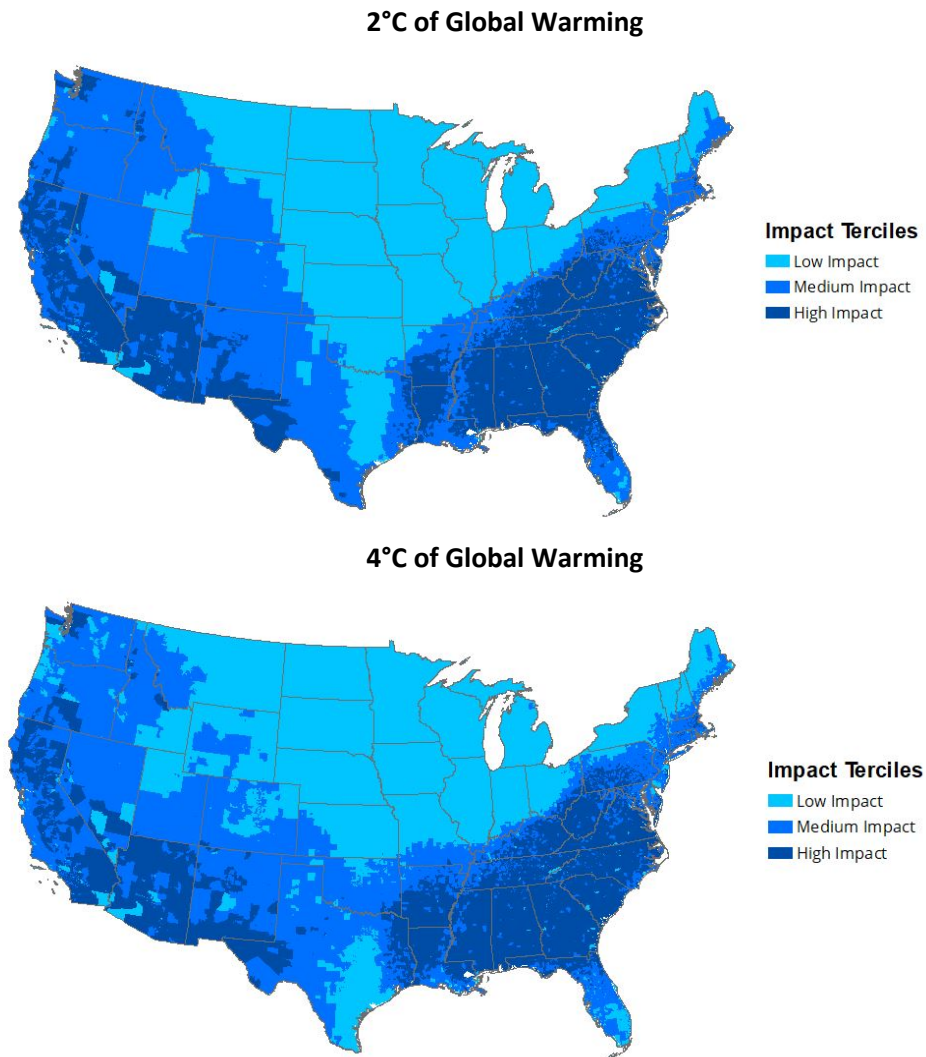 2°C of Global Warming
Impact Terciles
Low Impact
Medium Impact
High Impact
4°C of Global Warming
Impact Terciles
Low Impact
Medium Impact
High Impact